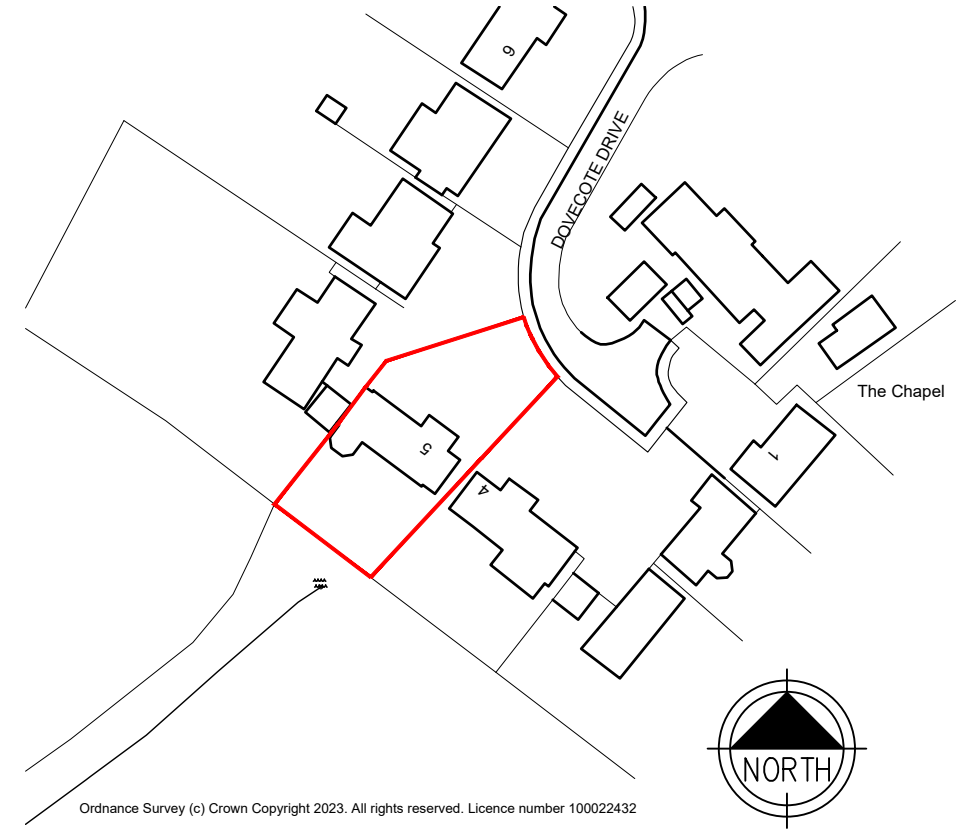 9
DOVECOTE DRIVE
The Chapel
5
1
4
NORTH
Ordnance Survey (c) Crown Copyright 2023. All rights reserved. Licence number 100022432